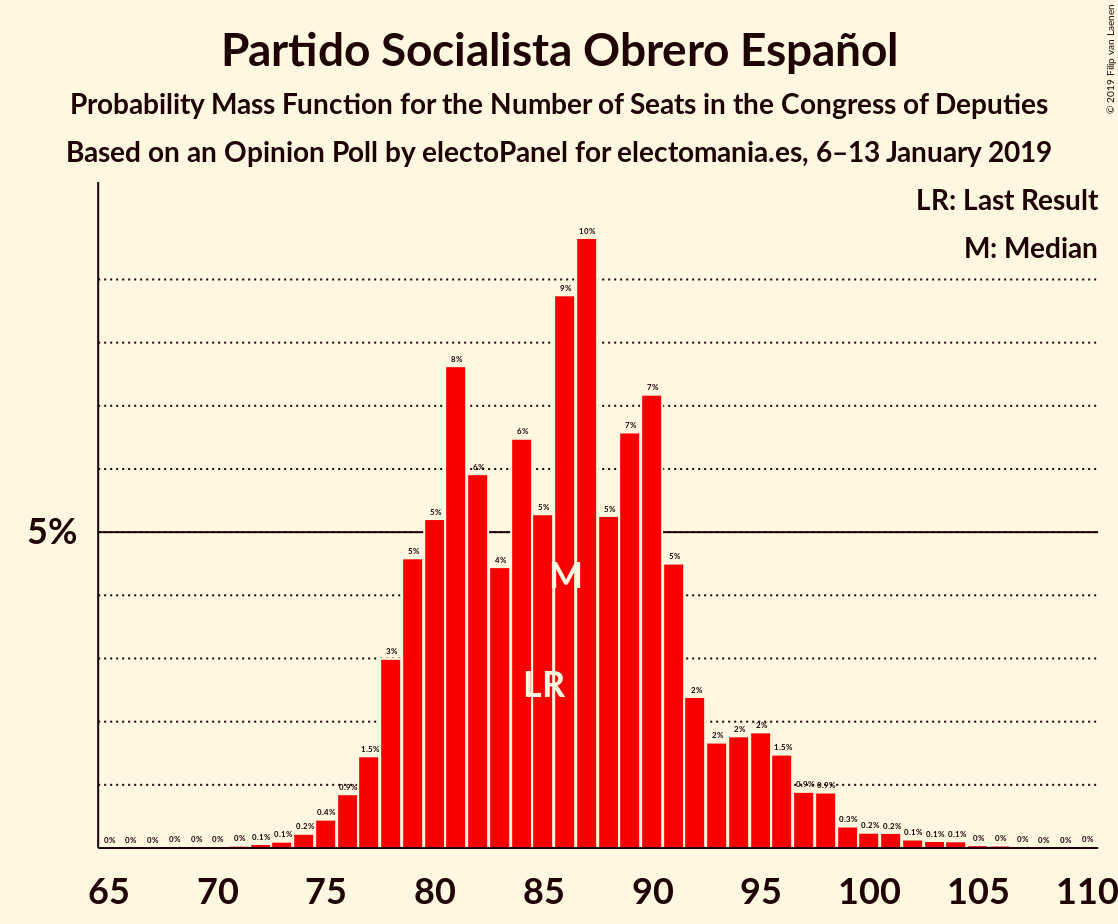 Partido Socialista Obrero Español
Probability Mass Function for the Number of Seats in the Congress of Deputies
Based on an Opinion Poll by electoPanel for electomania.es, 6–13 January 2019
© 2019 Filip van Laenen
LR: Last Result
M: Median
5%
0% 0% 0% 0% 0% 0% 0% 0.1% 0.1% 0.2% 0.4% 0.9% 1.5% 3% 5% 5% 8% 6% 4% 6% 5% 9% 10% 5% 7% 7% 5% 2% 2% 2% 2% 1.5% 0.9% 0.9% 0.3% 0.2% 0.2% 0.1% 0.1% 0.1% 0% 0% 0% 0% 0% 0%
M
LR
65 70 75 80 85 90 95 100 105 110